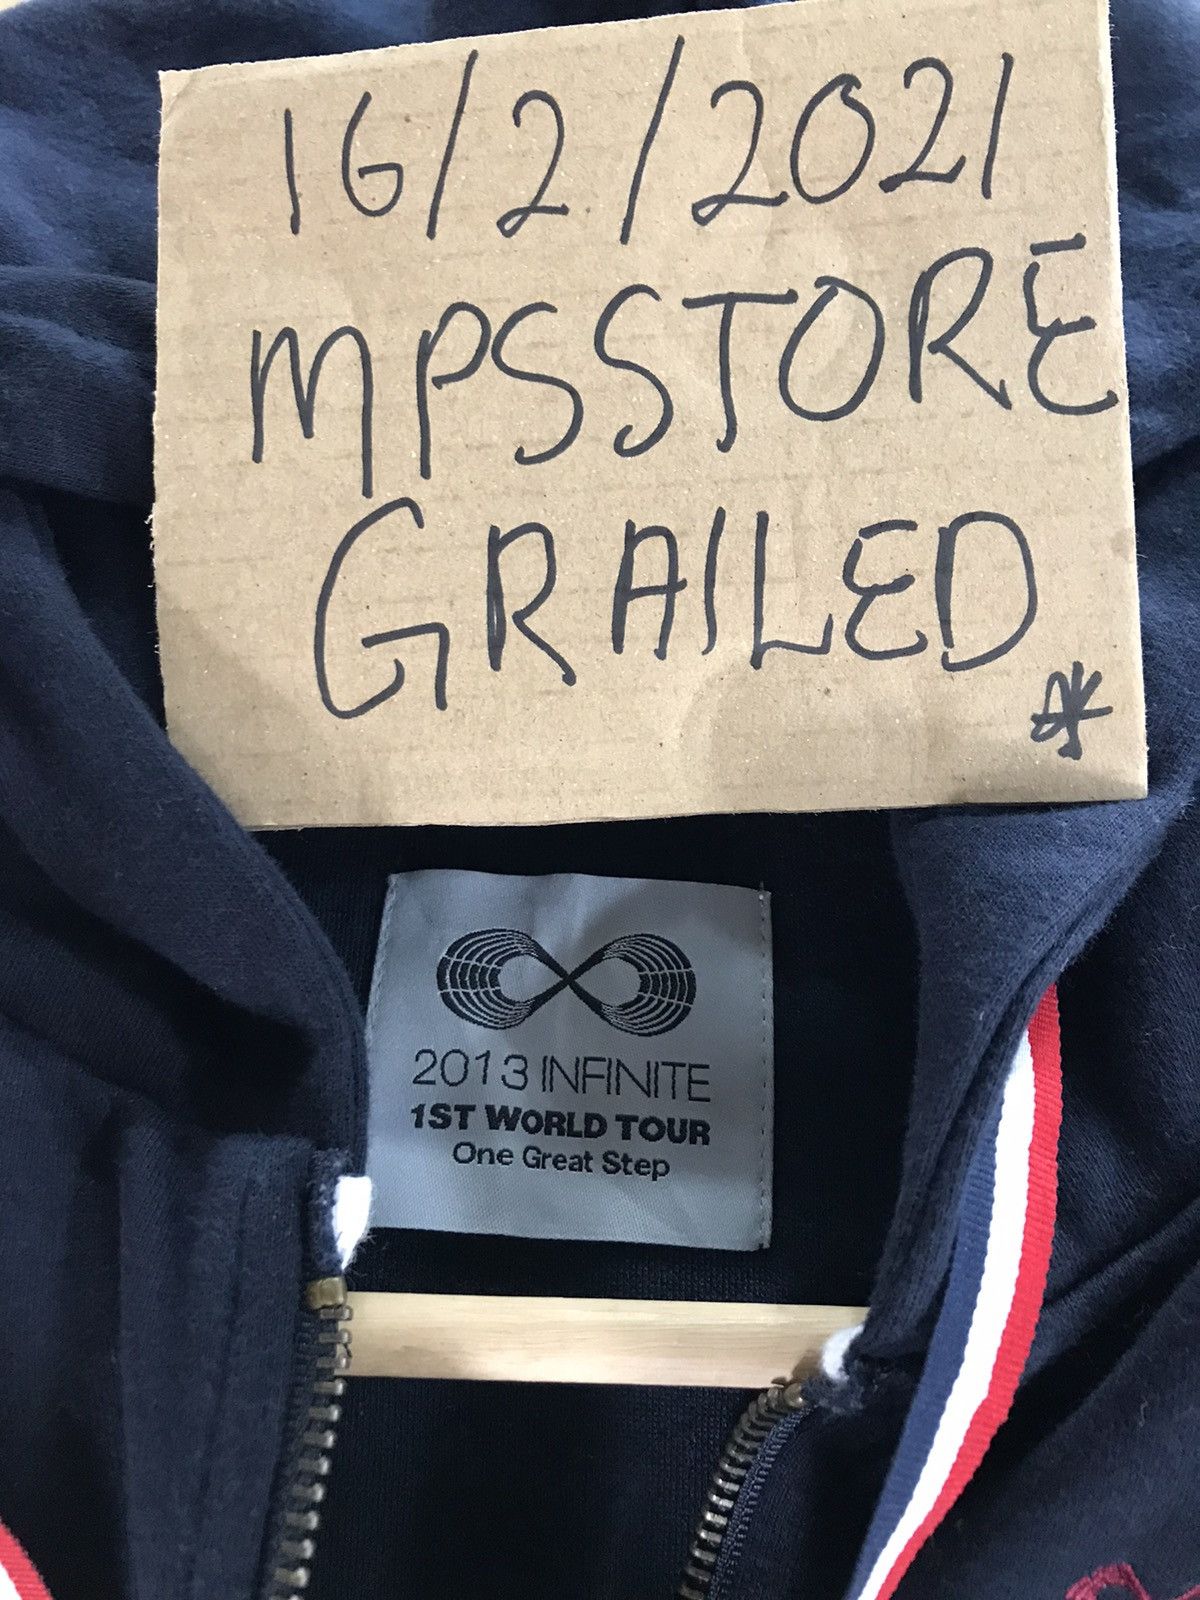 16/2/2021
MPSSTORE
GRAILED
2013 INFINITE
1ST WORLD TOUR
One Great Step